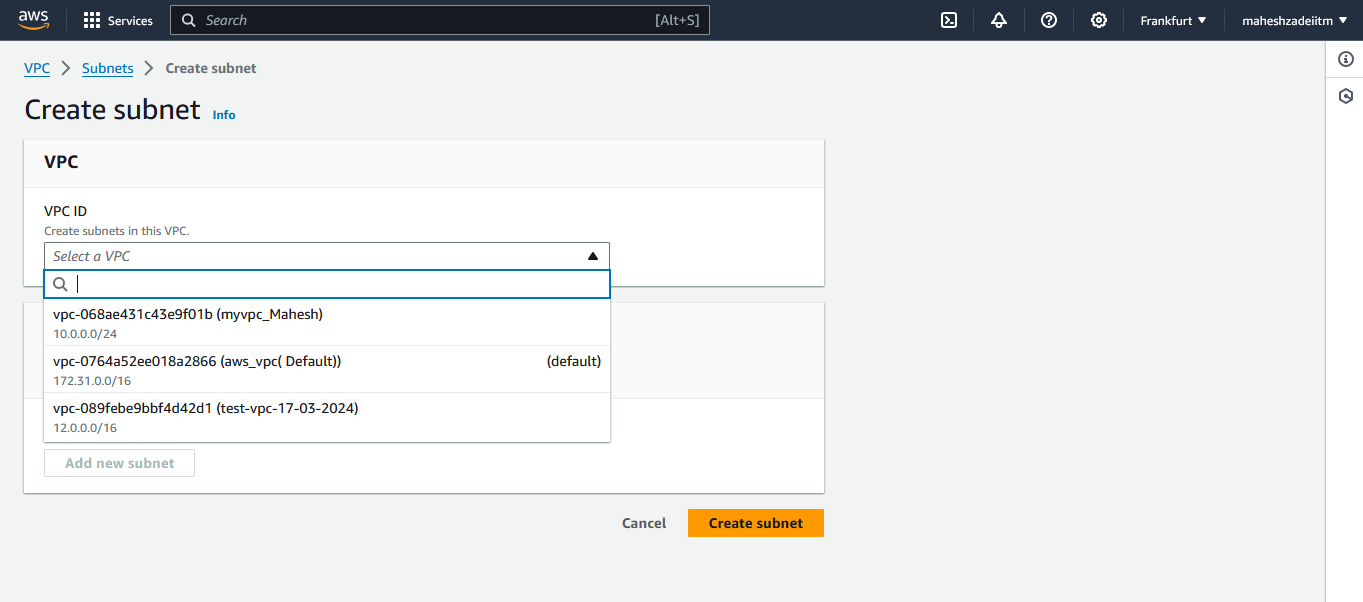 aws Services Search [Alt+S] Frankfurt maheshzadeiitm
VPC Subnets Create subnet
Create subnet Info
VPC
VPC ID
Create subnets in this VPC.
Select a VPC
vpc-068ae431c43e9f01b (myvpc_Mahesh)
10.0.0.0/24
vpc-0764a52ee018a2866 (aws_vpc( Default)) (default)
172.31.0.0/16
vpc-089febe9bbf4d42d1 (test-vpc-17-03-2024)
12.0.0.0/16
Add new subnet
Cancel Create subnet